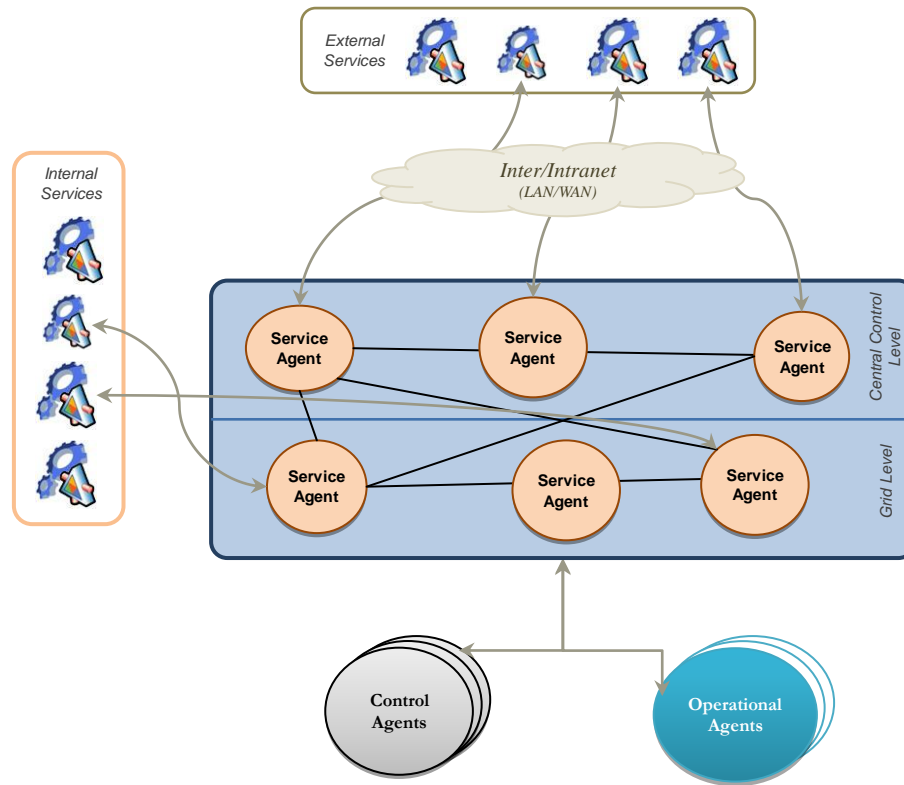 External
Services
Inter/Intranet
(LAN/WAN)
Internal
Services
Service
Agent
Service
Agent
Service
Agent
Central Control
Level
Service
Agent
Service
Agent
Service
Agent
Grid Level
Control
Agents
Operational
Agents